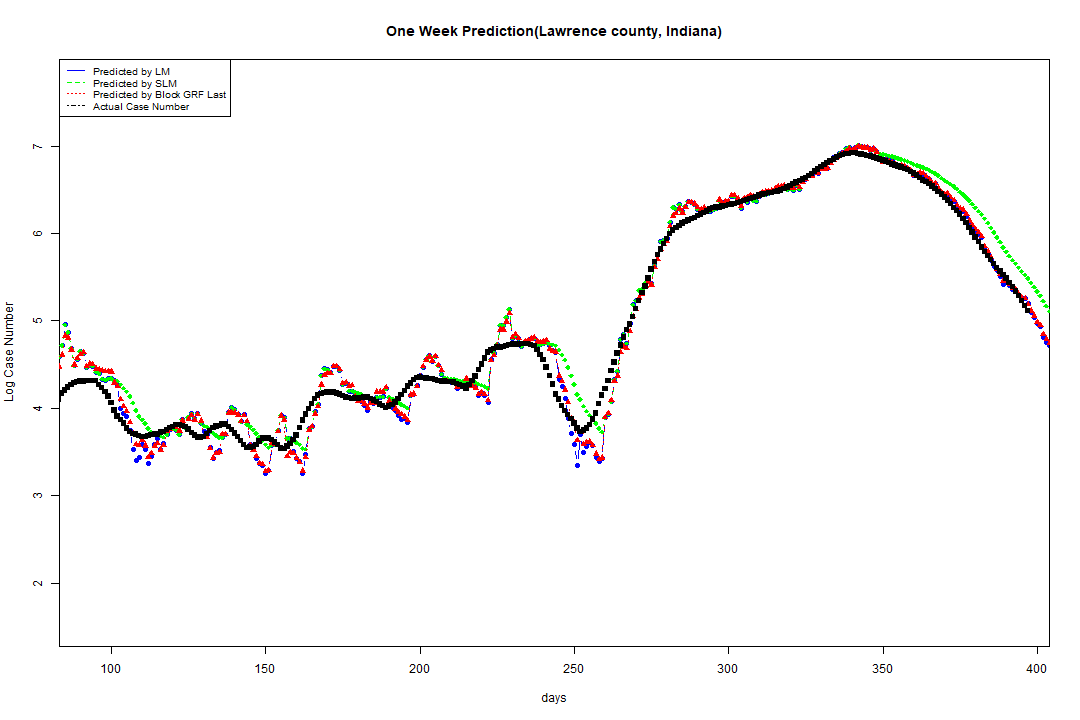 One Week Prediction(Lawrence county, Indiana)
Predicted by LM
Predicted by SLM
Predicted by Block GRF Last
Actual Case Number
7
6
5
4
3
2
Log Case Number
100 150 200 250 300 350 400
days